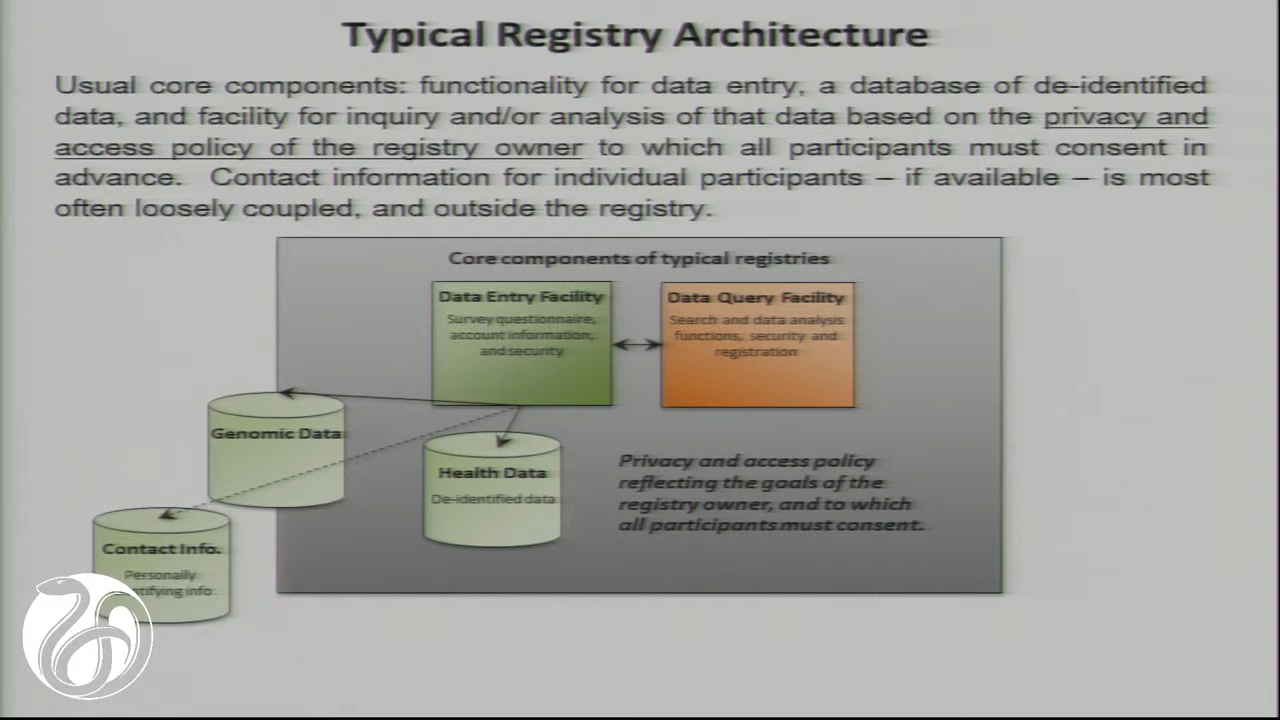 Typical Registry Architecture
Usual core components: functionality for data entry, a database of de-identified
data, and facility for inquiry and/or analysis of that data based on the privacy and
access policy of the registry owner to which all participants must consent in
advance. Contact information for individual participants – if available – is most
often loosely coupled, and outside the registry.
Core components of typical registries
Data Entry Facility
Survey questionnaire,
account information,
and security
Data Query Facility
Search and data analysis
functions, security and
registration
Genomic Data
Health Data
De-identified data
Privacy and access policy
reflecting the goals of the
registry owner, and to which
all participants must consent.
Contact Info.
Personally
info